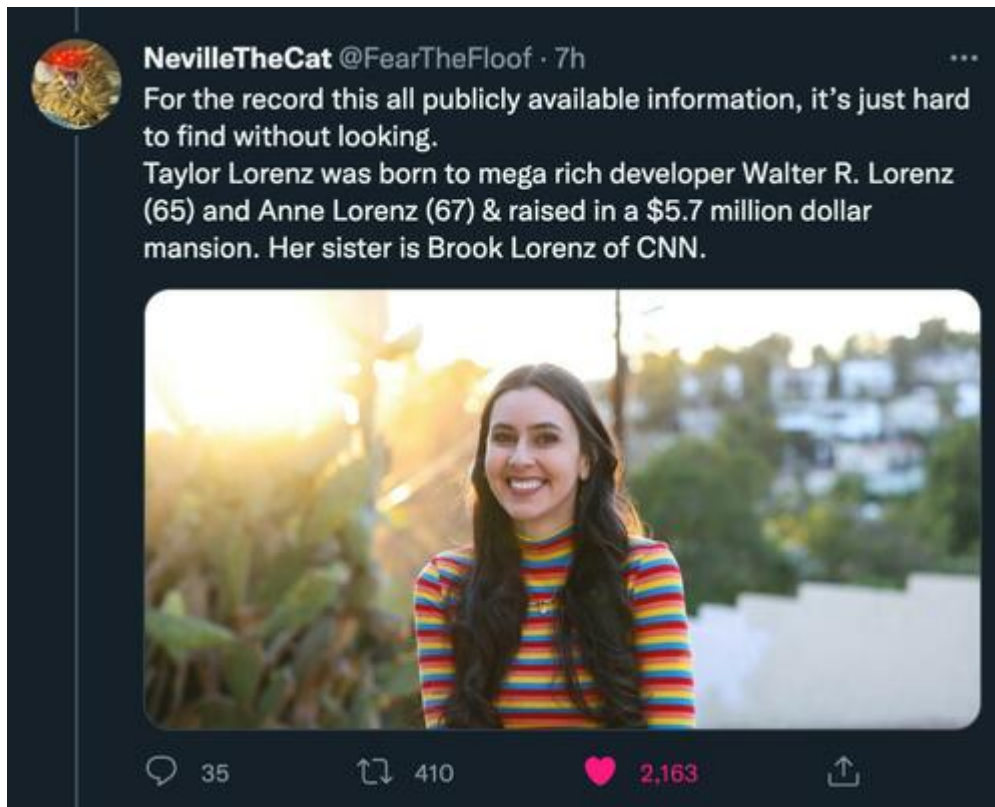 NevilleTheCat @FearTheFloof · 7h
For the record this all publicly available information, it's just hard
to find without looking.
Taylor Lorenz was born to mega rich developer Walter R. Lorenz
(65) and Anne Lorenz (67) & raised in a $5.7 million dollar
mansion. Her sister is Brook Lorenz of CNN.
35 410 2,163